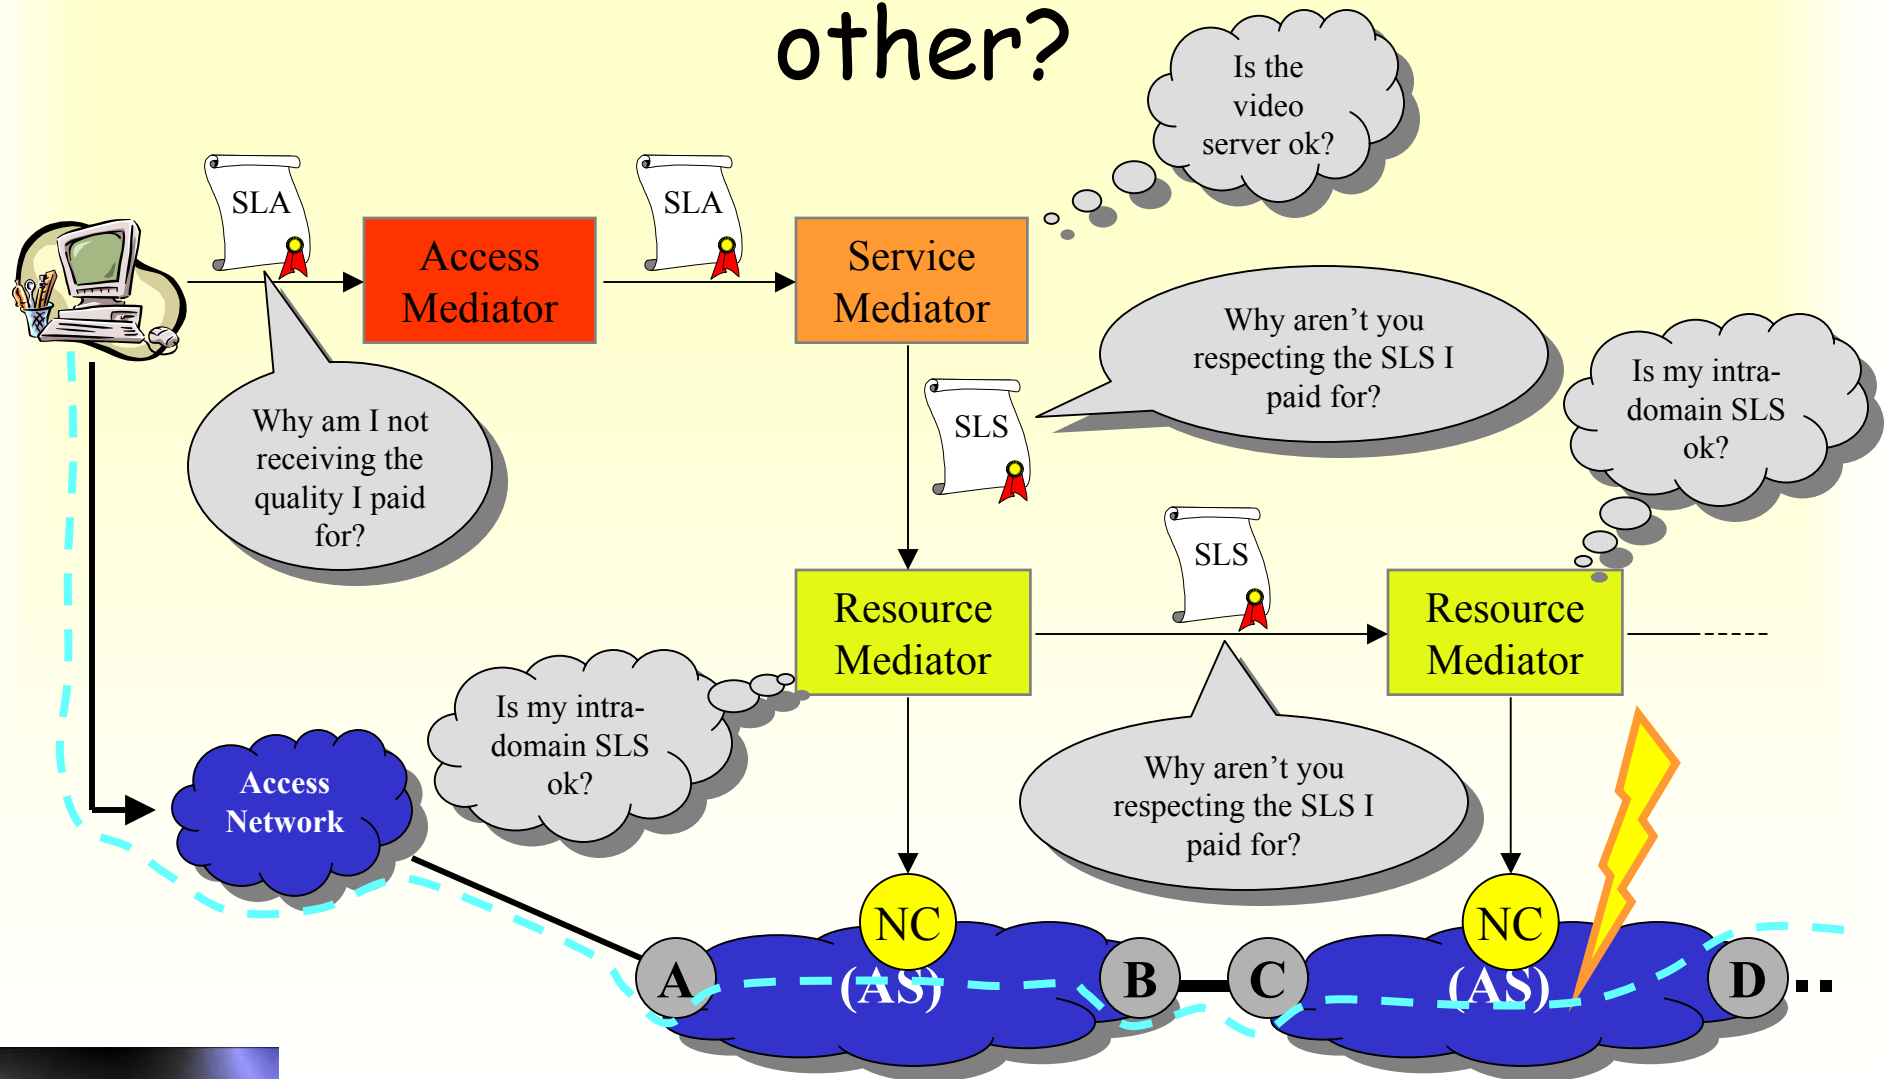 other?
Is the
video
server ok?
SLA
SLA
Access
Mediator
Service
Mediator
Why aren’t you
respecting the SLS I
paid for?
Is my intra-
domain SLS
ok?
SLS
Why am I not
receiving the
quality I paid
for?
SLS
Resource
Mediator
Resource
Mediator
Is my intra-
domain SLS
ok?
Why aren’t you
respecting the SLS I
paid for?
Access
Network
NC
NC
A
(AS)
B
C
(AS)
D